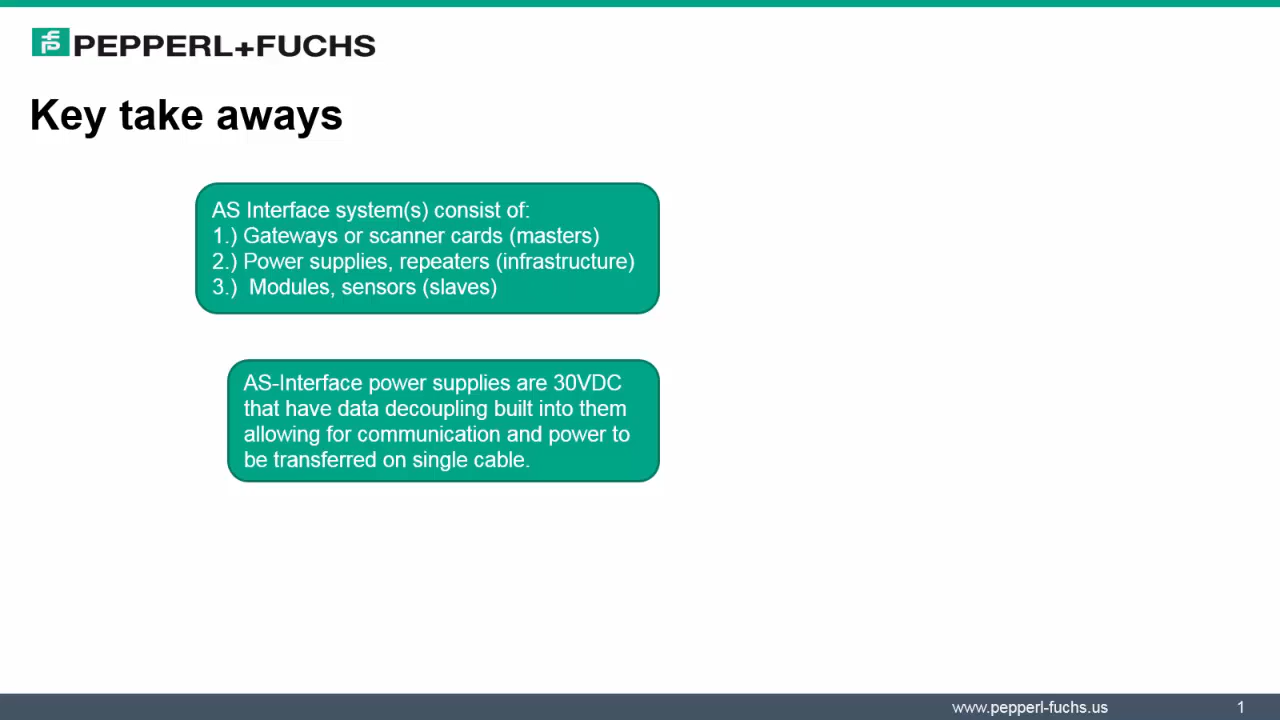 PEPPERL+FUCHS
Key take aways
AS Interface system(s) consist of:
1.) Gateways or scanner cards (masters)
2.) Power supplies, repeaters (infrastructure)
3.) Modules, sensors (slaves)
AS-Interface power supplies are 30VDC
that have data decoupling built into them
allowing for communication and power to
be transferred on single cable.
www.pepperl-fuchs.us 1